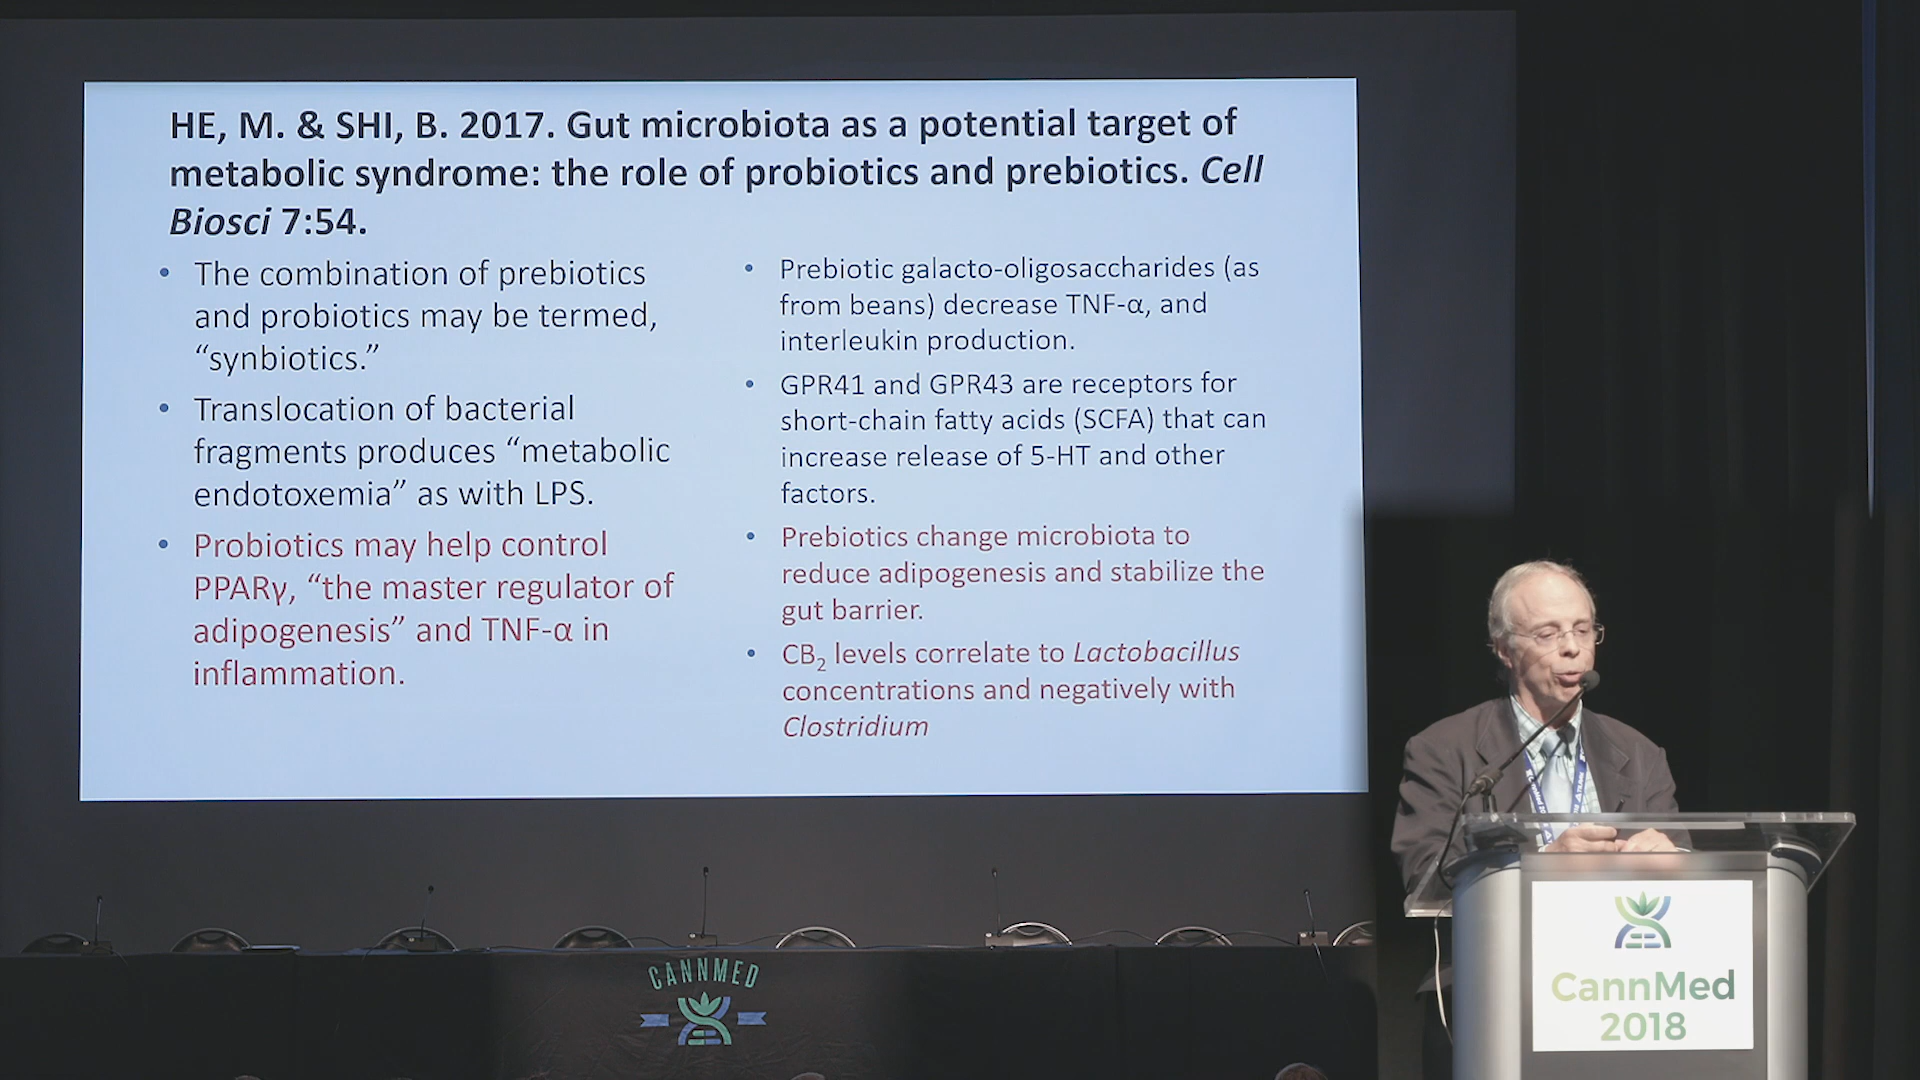 HE, M. & SHI, B. 2017. Gut microbiota as a potential target of
metabolic syndrome: the role of probiotics and prebiotics. Cell
Biosci 7:54.
• The combination of prebiotics
and probiotics may be termed,
“synbiotics.”
• Translocation of bacterial
fragments produces “metabolic
endotoxemia” as with LPS.
• Probiotics may help control
PPARγ, “the master regulator of
adipogenesis” and TNF-α in
inflammation.
• Prebiotic galacto-oligosaccharides (as
from beans) decrease TNF-α, and
interleukin production.
• GPR41 and GPR43 are receptors for
short-chain fatty acids (SCFA) that can
increase release of 5-HT and other
factors.
• Prebiotics change microbiota to
reduce adipogenesis and stabilize the
gut barrier.
• CB₂ levels correlate to Lactobacillus
concentrations and negatively with
Clostridium
CANNMED
CannMed
2018